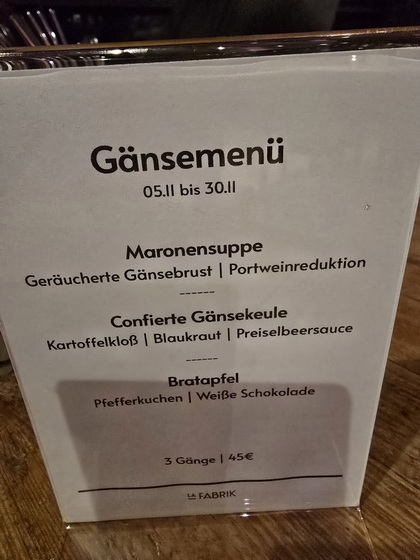 Gänsemenü
05.11 bis 30.11
Maronensuppe
Geräucherte Gänsebrust | Portweinreduktion
------
Confierte Gänsekeule
Kartoffelkloß | Blaukraut | Preiselbeersauce
------
Bratapfel
Pfefferkuchen | Weiße Schokolade
3 Gänge | 45€
LA FABRIK